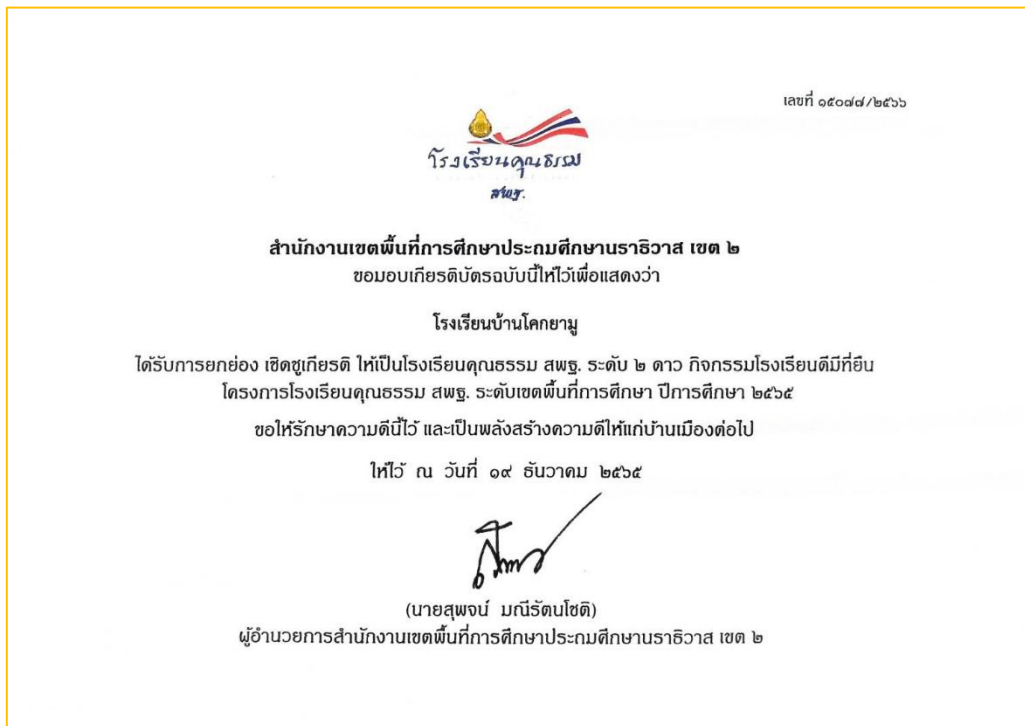 เลขที่ ๑๕๐๗๗/๒๕๖๖
โรงเรียนคุณธรรม
สพฐ.
สำนักงานเขตพื้นที่การศึกษาประถมศึกษานราธิวาส เขต ๒
ขอมอบเกียรติบัตรฉบับนี้ให้ไว้เพื่อแสดงว่า
โรงเรียนบ้านโคกยามู
ได้รับการยกย่อง เชิดชูเกียรติ ให้เป็นโรงเรียนคุณธรรม สพฐ. ระดับ ๒ ดาว กิจกรรมโรงเรียนดีมีที่ยืน
โครงการโรงเรียนคุณธรรม สพฐ. ระดับเขตพื้นที่การศึกษา ปีการศึกษา ๒๕๖๕
ขอให้รักษาความดีนี้ไว้ และเป็นพลังสร้างความดีให้แก่บ้านเมืองต่อไป
ให้ไว้ ณ วันที่ ๑๙ ธันวาคม ๒๕๖๕
(นายสุพจน์ มณีรัตนโชติ)
ผู้อำนวยการสำนักงานเขตพื้นที่การศึกษาประถมศึกษานราธิวาส เขต ๒